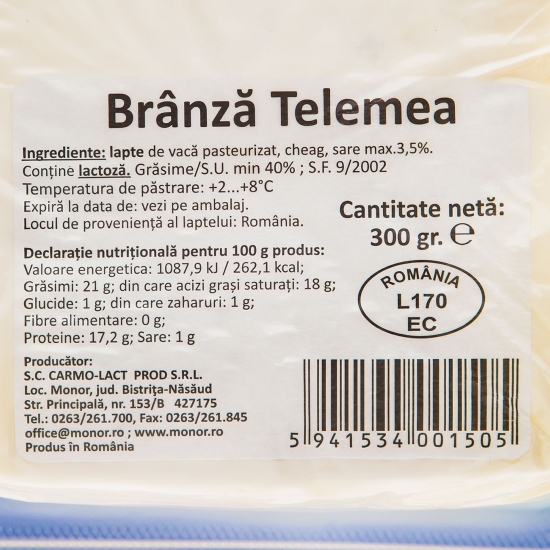 Brânză Telemea
Ingrediente: lapte de vacă pasteurizat, cheag, sare max.3,5%.
Conține lactoză. Grăsime/S.U. min 40% ; S.F. 9/2002
Temperatura de păstrare: +2...+8°C
Expiră la data de: vezi pe ambalaj.
Locul de proveniență al laptelui: România.
Cantitate netă:
300 gr. ℮
Declarație nutrițională pentru 100 g produs:
Valoare energetica: 1087,9 kJ / 262,1 kcal;
Grăsimi: 21 g; din care acizi grași saturați: 18 g;
Glucide: 1 g; din care zaharuri: 1 g;
Fibre alimentare: 0 g;
Proteine: 17,2 g; Sare: 1 g
ROMÂNIA
L170
EC
Producător:
S.C. CARMO-LACT PROD S.R.L.
Loc. Monor, jud. Bistrița-Năsăud
Str. Principală, nr. 153/B 427175
Tel.: 0263/261.700, Fax: 0263/261.845
office@monor.ro ; www.monor.ro
Produs în România
5 941534 001505